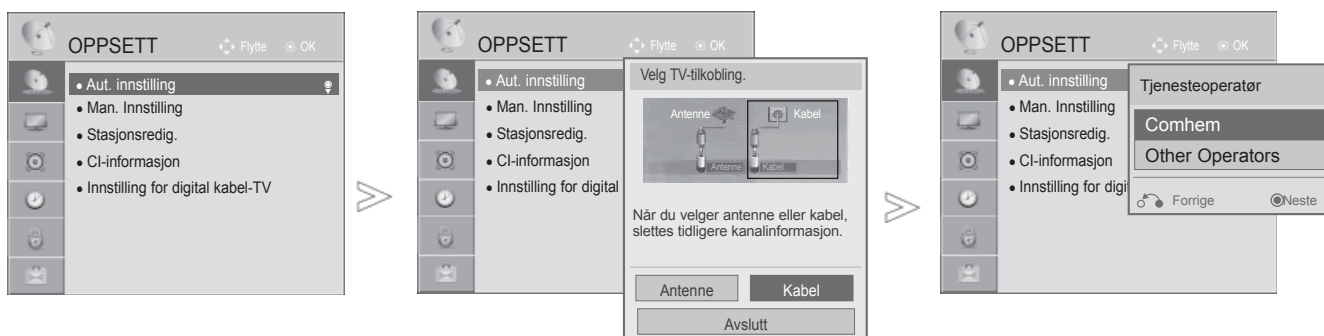 OPPSETT
Flytte OK
• Aut. innstilling
• Man. Innstilling
• Stasjonsredig.
• CI-informasjon
• Innstilling for digital kabel-TV
OPPSETT
Flytte OK
• Aut. innstilling
• Man. Innstilling
• Stasjonsredig.
• CI-informasjon
• Innstilling for digital
Velg TV-tilkobling.
Antenne Kabel
Antenne Kabel
Når du velger antenne eller kabel,
slettes tidligere kanalinformasjon.
Antenne Kabel
Avslutt
OPPSETT
Flytte OK
• Aut. innstilling
• Man. Innstilling
• Stasjonsredig.
• CI-informasjon
• Innstilling for digi
Tjenesteoperatør
Comhem
Other Operators
Forrige Neste